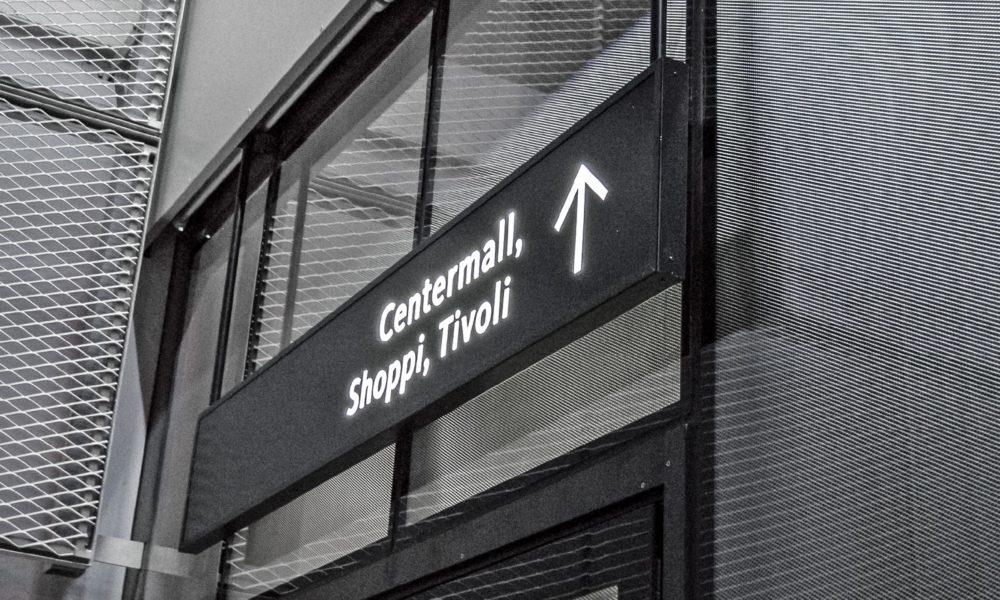 Centermall,
Shoppi, Tivoli